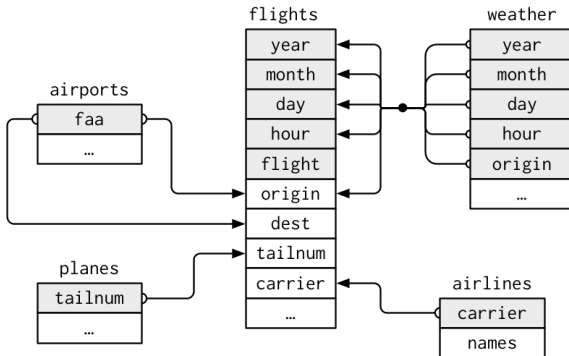 flights
year
month
day
hour
flight
origin
dest
tailnum
carrier
…
weather
year
month
day
hour
origin
…
airports
faa
…
planes
tailnum
…
airlines
carrier
names